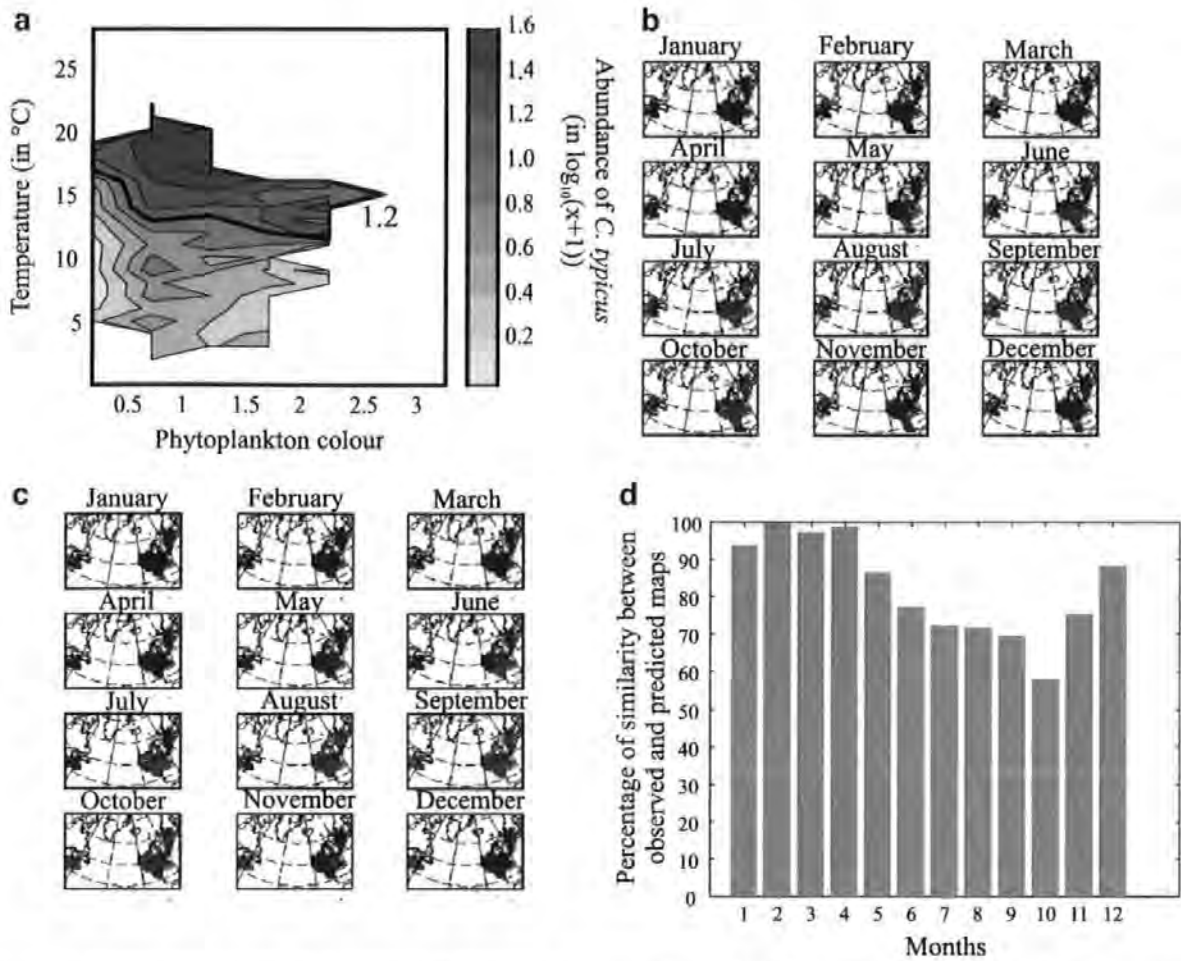 a
Temperature (in °C)
25
20
15
10
5
0.5 1 1.5 2 2.5 3
Phytoplankton colour
1.2
1.6
1.4
1.2
1.0
0.8
0.6
0.4
0.2
Abundance of C. typicus
(in log10(x+1))
b
January February March
April May June
July August September
October November December
c
January February March
April May June
July August September
October November December
d
Percentage of similarity between
observed and predicted maps
100
90
80
70
60
50
40
30
20
10
0
1 2 3 4 5 6 7 8 9 10 11 12
Months